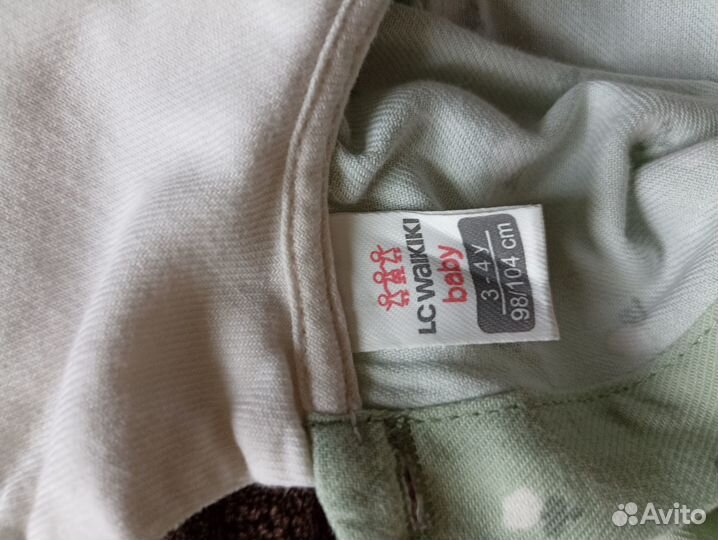 LC WAIKIKI
baby
3 - 4 Y
98/104 cm
Avito